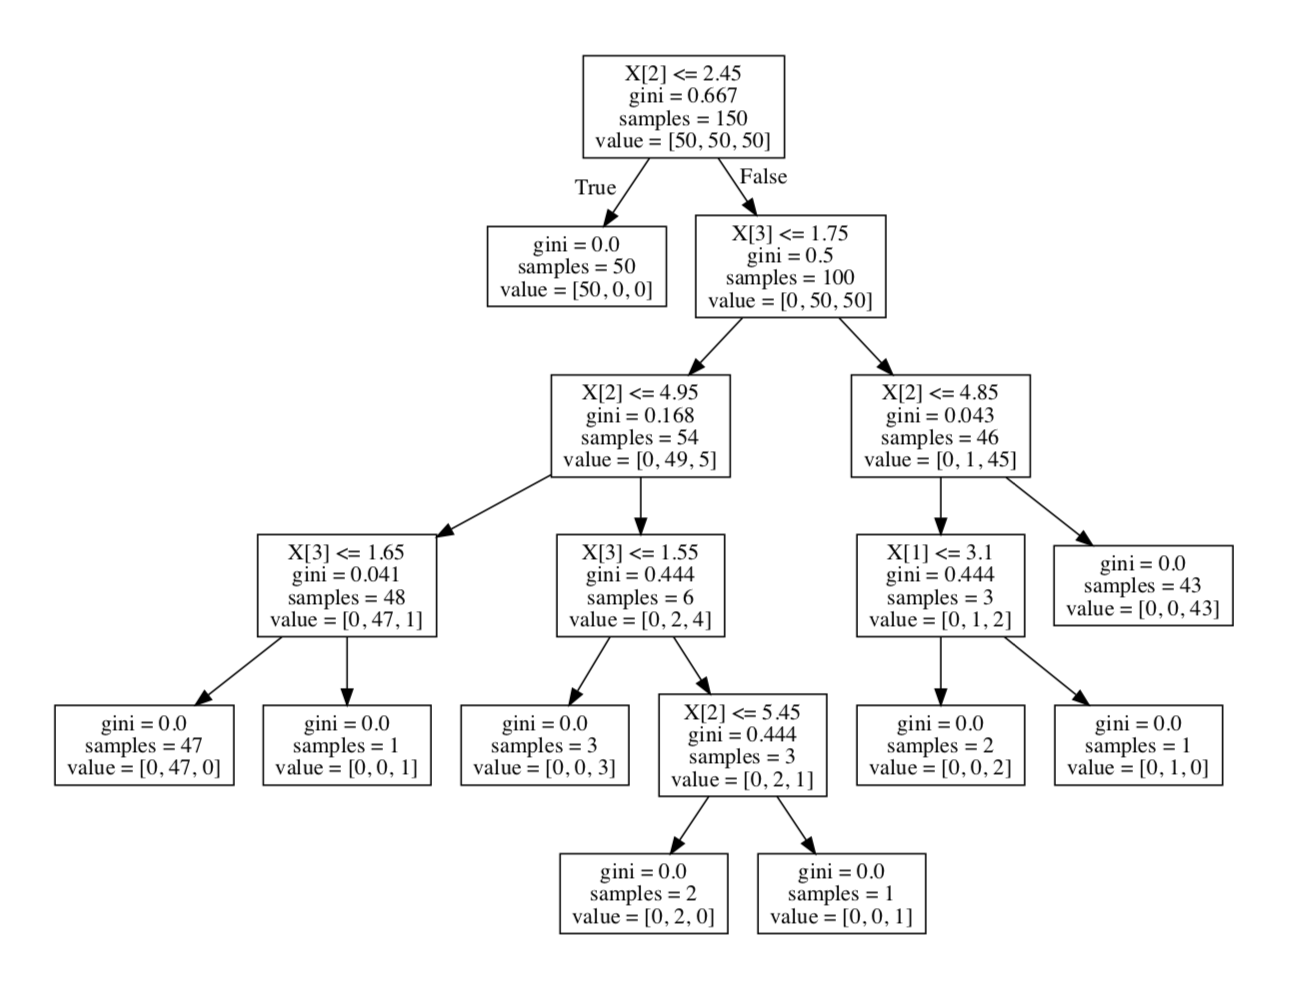 X[2] <= 2.45
gini = 0.667
samples = 150
value = [50, 50, 50]
True
False
gini = 0.0
samples = 50
value = [50, 0, 0]
X[3] <= 1.75
gini = 0.5
samples = 100
value = [0, 50, 50]
X[2] <= 4.95
gini = 0.168
samples = 54
value = [0, 49, 5]
X[2] <= 4.85
gini = 0.043
samples = 46
value = [0, 1, 45]
X[3] <= 1.65
gini = 0.041
samples = 48
value = [0, 47, 1]
X[3] <= 1.55
gini = 0.444
samples = 6
value = [0, 2, 4]
X[1] <= 3.1
gini = 0.444
samples = 3
value = [0, 1, 2]
gini = 0.0
samples = 43
value = [0, 0, 43]
gini = 0.0
samples = 47
value = [0, 47, 0]
gini = 0.0
samples = 1
value = [0, 0, 1]
gini = 0.0
samples = 3
value = [0, 0, 3]
X[2] <= 5.45
gini = 0.444
samples = 3
value = [0, 2, 1]
gini = 0.0
samples = 2
value = [0, 0, 2]
gini = 0.0
samples = 1
value = [0, 1, 0]
gini = 0.0
samples = 2
value = [0, 2, 0]
gini = 0.0
samples = 1
value = [0, 0, 1]